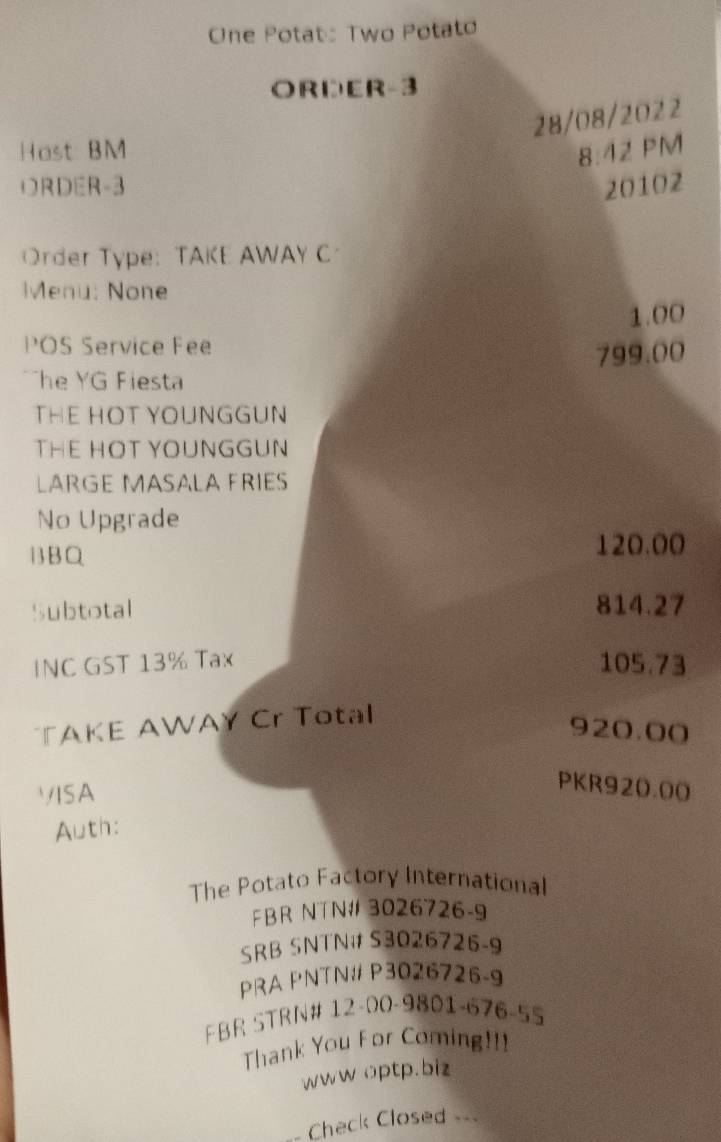 One Potato Two Potato
ORDER-3
28/08/2022
Host: BM 8:42 PM
ORDER-3 20102
Order Type: TAKE AWAY Cr
Menu: None
POS Service Fee 1.00
The YG Fiesta 799.00
THE HOT YOUNGGUN
THE HOT YOUNGGUN
LARGE MASALA FRIES
No Upgrade
BBQ 120.00
Subtotal 814.27
INC GST 13% Tax 105.73
TAKE AWAY Cr Total 920.00
VISA PKR920.00
Auth:
The Potato Factory International
FBR NTN# 3026726-9
SRB SNTN# S3026726-9
PRA PNTN# P3026726-9
FBR STRN# 12-00-9801-676-55
Thank You For Coming!!!
www optp.biz
--- Check Closed ---